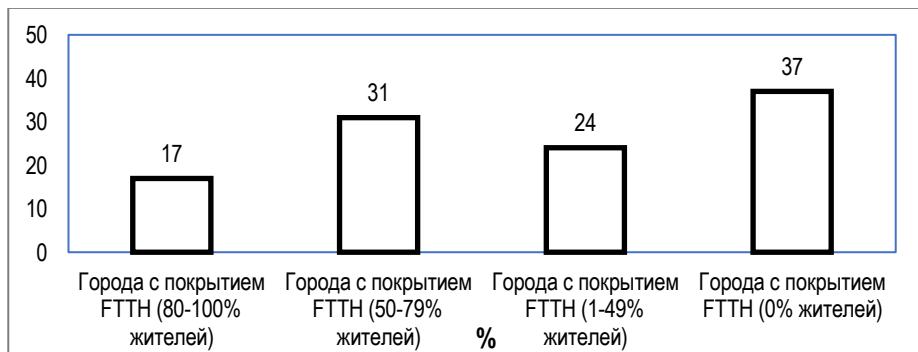 50
40
30
20
10
0
17
31
24
37
Города с покрытием
FTTH (80-100%
жителей)
Города с покрытием
FTTH (50-79%
жителей)
Города с покрытием
FTTH (1-49%
жителей)
Города с покрытием
FTTH (0% жителей)
%